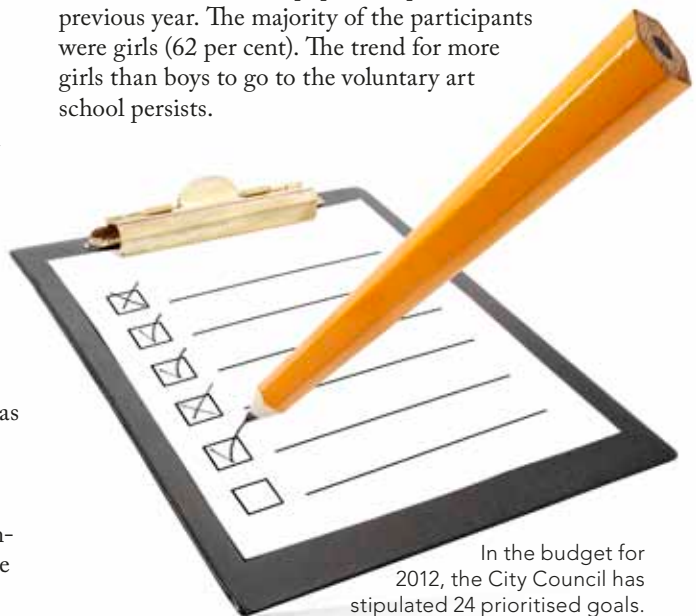 previous year. The majority of the participants
were girls (62 per cent). The trend for more
girls than boys to go to the voluntary art
school persists.
as
n-
e
In the budget for
2012, the City Council has
stipulated 24 prioritised goals.